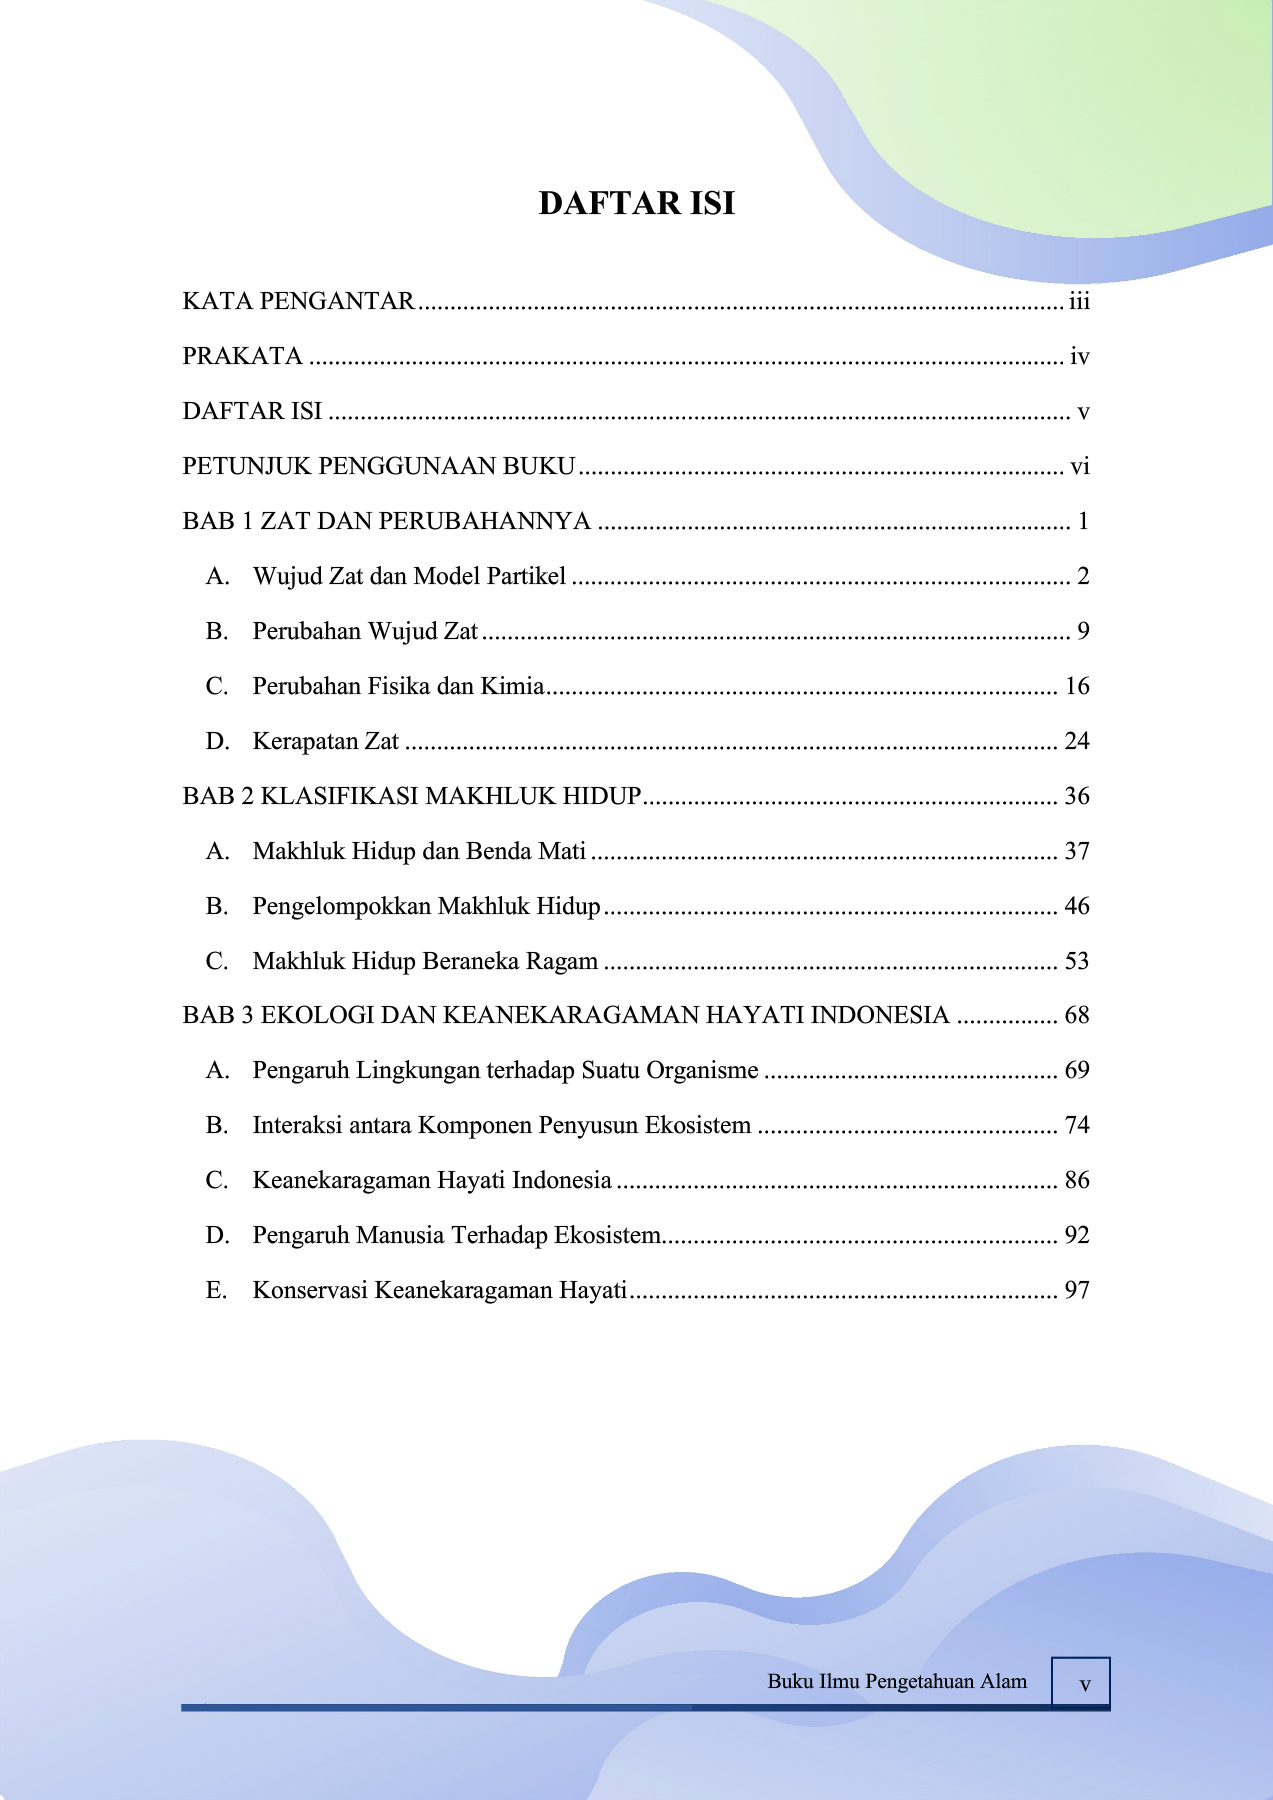 DAFTAR ISI
KATA PENGANTAR ........ iii
PRAKATA ........ iv
DAFTAR ISI ........ v
PETUNJUK PENGGUNAAN BUKU ........ vi
BAB 1 ZAT DAN PERUBAHANNYA ........ 1
A. Wujud Zat dan Model Partikel ........ 2
B. Perubahan Wujud Zat ........ 9
C. Perubahan Fisika dan Kimia ........ 16
D. Kerapatan Zat ........ 24
BAB 2 KLASIFIKASI MAKHLUK HIDUP ........ 36
A. Makhluk Hidup dan Benda Mati ........ 37
B. Pengelompokkan Makhluk Hidup ........ 46
C. Makhluk Hidup Beraneka Ragam ........ 53
BAB 3 EKOLOGI DAN KEANEKARAGAMAN HAYATI INDONESIA ........ 68
A. Pengaruh Lingkungan terhadap Suatu Organisme ........ 69
B. Interaksi antara Komponen Penyusun Ekosistem ........ 74
C. Keanekaragaman Hayati Indonesia ........ 86
D. Pengaruh Manusia Terhadap Ekosistem ........ 92
E. Konservasi Keanekaragaman Hayati ........ 97
Buku Ilmu Pengetahuan Alam v